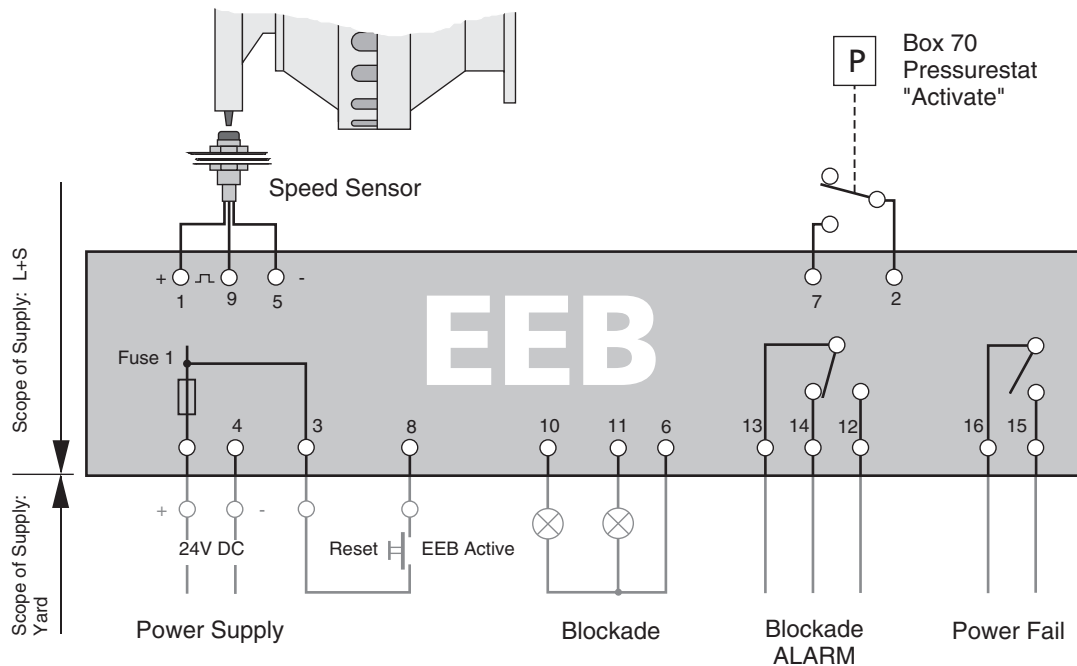 P
Box 70
Pressurestat
"Activate"
Speed Sensor
Scope of Supply: L+S
+ 1 9 5 -
7 2
EEB
Fuse 1
4 3 8 10 11 6 13 14 12 16 15
+ -
24V DC
Reset EEB Active
Scope of Supply:
Yard
Power Supply
Blockade
Blockade
ALARM
Power Fail